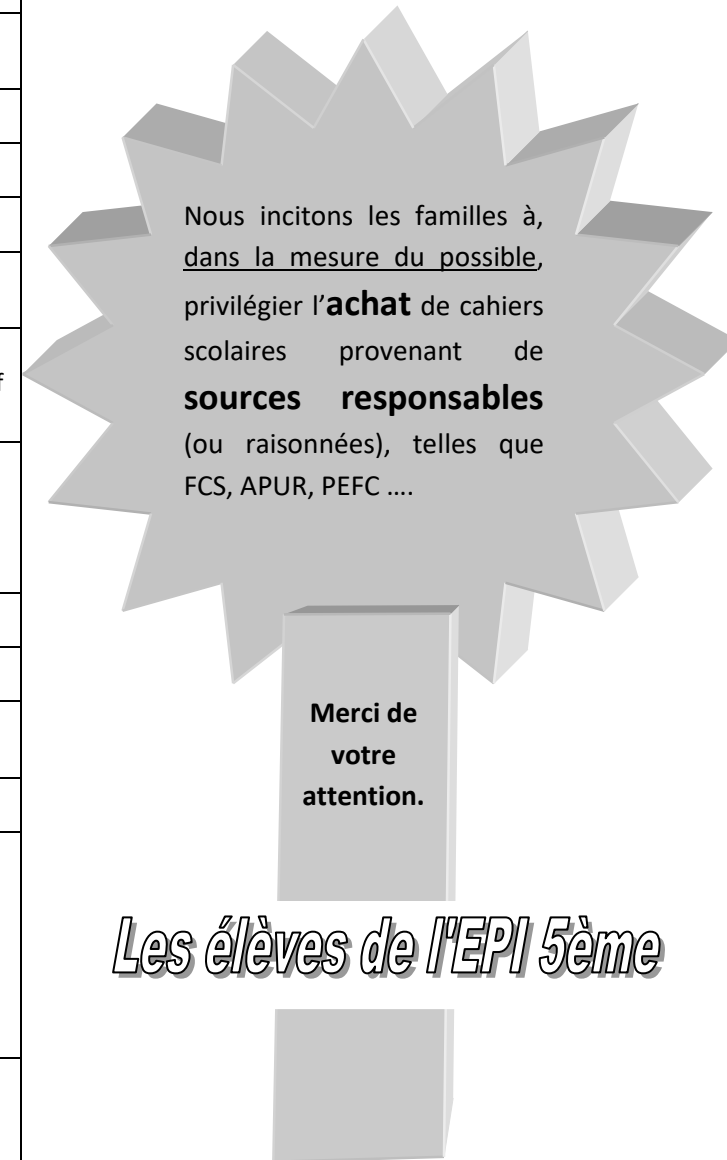 Nous incitons les familles à,
dans la mesure du possible,
privilégier l’achat de cahiers
scolaires provenant de
sources responsables
(ou raisonnées), telles que
FCS, APUR, PEFC ….
f
Merci de
votre
attention.
Les élèves de l'EPI 5ème